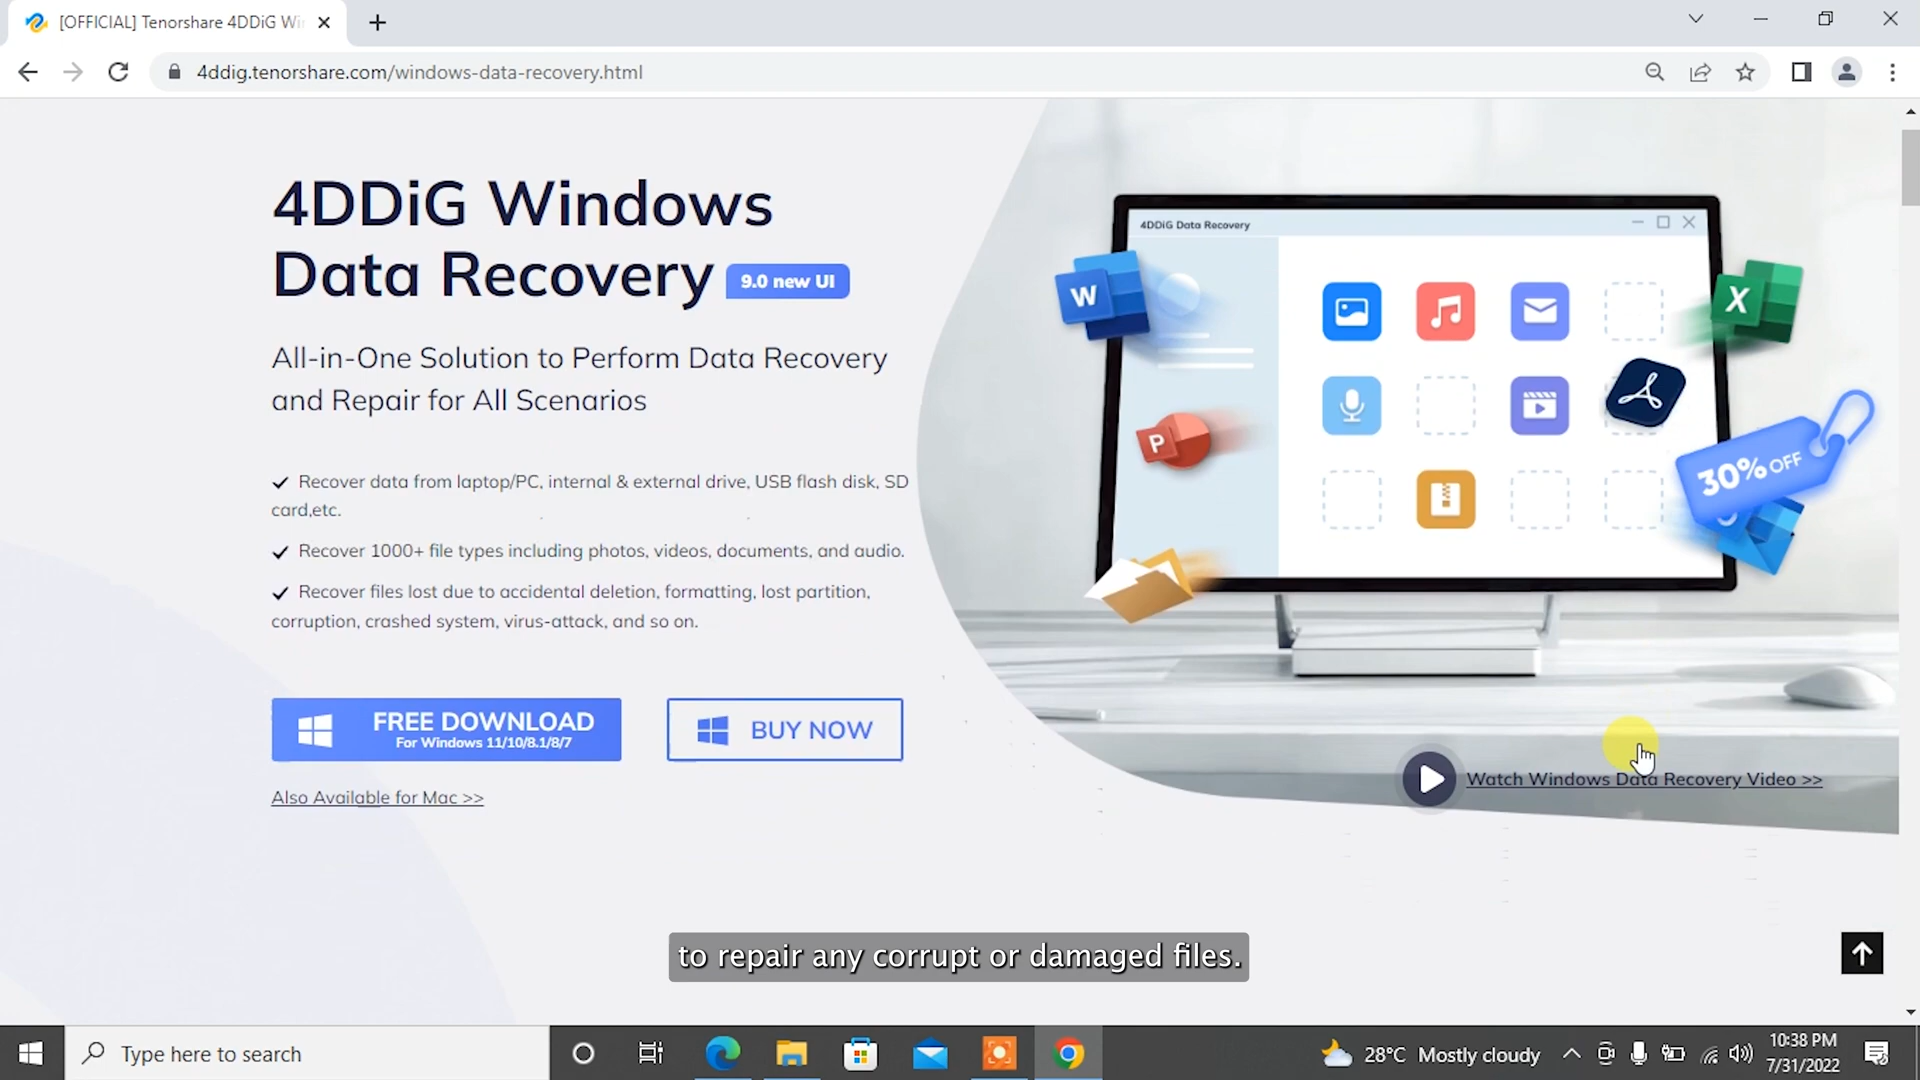 [OFFICIAL] Tenorshare 4DDiG Wi
4ddig.tenorshare.com/windows-data-recovery.html
4DDiG Windows
Data Recovery 9.0 new UI
All-in-One Solution to Perform Data Recovery
and Repair for All Scenarios
Recover data from laptop/PC, internal & external drive, USB flash disk, SD
card,etc.
Recover 1000+ file types including photos, videos, documents, and audio.
Recover files lost due to accidental deletion, formatting, lost partition,
corruption, crashed system, virus-attack, and so on.
FREE DOWNLOAD
For Windows 11/10/8.1/8/7
BUY NOW
Also Available for Mac >>
4DDiG Data Recovery
W
X
P
30% OFF
Watch Windows Data Recovery Video >>
to repair any corrupt or damaged files.
Type here to search
28°C Mostly cloudy
10:38 PM
7/31/2022